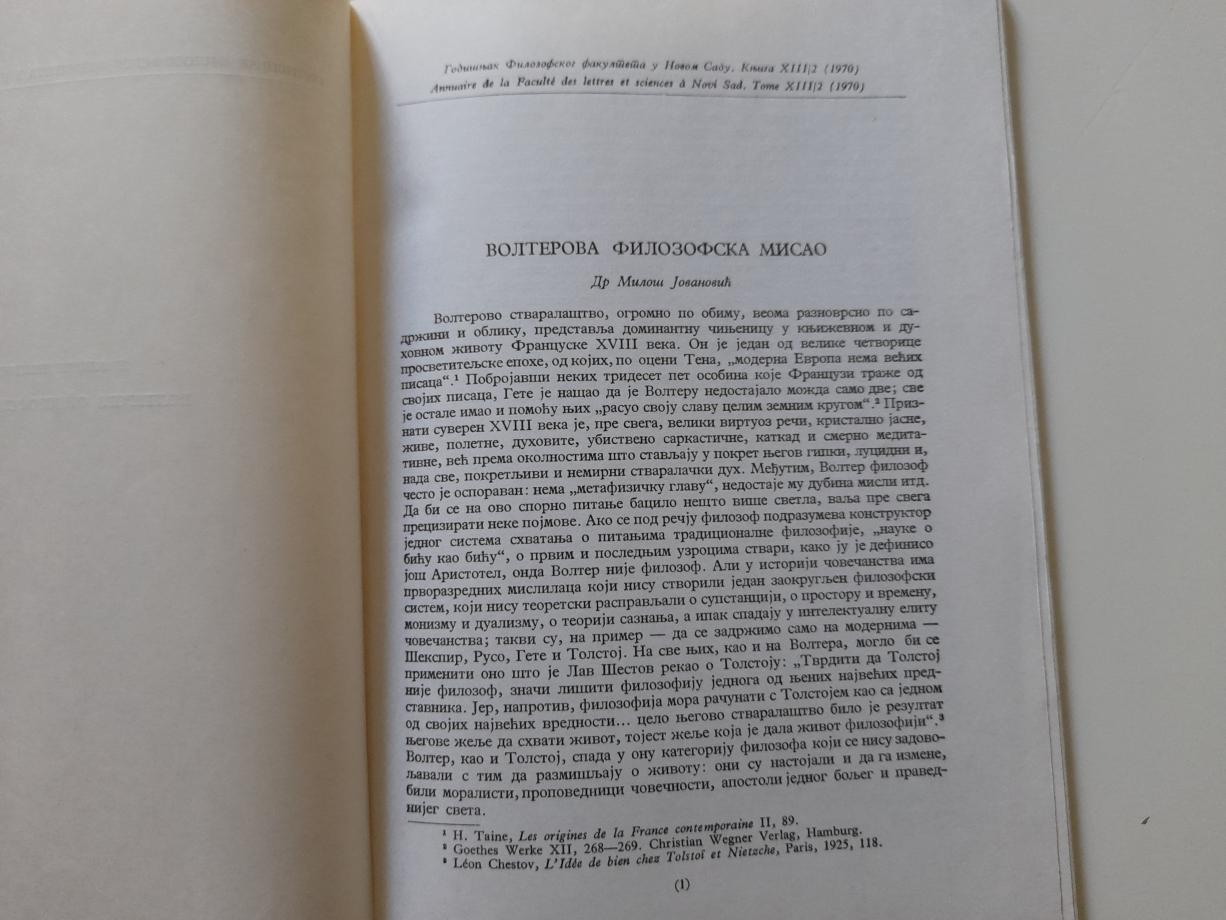 Годишњак Филозофског факултета у Новом Саду. Књига XIII/2 (1970)
Annuaire de la Faculté des lettres et sciences à Novi Sad. Tome XIII/2 (1970)
ВОЛТЕРОВА ФИЛОЗОФСКА МИСАО
Др Милош Јовановић
Волтерово стваралаштво, огромно по обиму, веома разноврсно по са-
држини и облику, представља доминантну чињеницу у књижевном и ду-
ховном животу Француске XVIII века. Он је један од велике четворице
просветитељске епохе, од којих, по оцени Тена, „модерна Европа нема већих
писаца“.¹ Побројавши неких тридесет пет особина које Французи траже од
својих писаца, Гете је нашао да је Волтеру недостајало можда само две; све
је остале имао и помоћу њих „расуо своју славу целим земним кругом“.² Приз-
нати суверен XVIII века је, пре свега, велики виртуоз речи, кристално јасне,
живе, полетне, духовите, убиствено саркастичне, каткад и смерно медита-
тивне, већ према околностима што стављају у покрет његов гипки, луцидни и,
нада све, покретљиви и немирни стваралачки дух. Међутим, Волтер филозоф
често је оспораван: нема „метафизичку главу“, недостаје му дубина мисли итд.
Да би се на ово спорно питање бацило нешто више светла, ваља пре свега
прецизирати неке појмове. Ако се под речју филозоф подразумева конструктор
једног система схватања о питањима традиционалне филозофије, „науке о
бићу као бићу“, о првим и последњим узроцима ствари, како ју је дефинисо
још Аристотел, онда Волтер није филозоф. Али у историји човечанства има
прворазредних мислилаца који нису створили један заокругљен филозофски
систем, који нису теоретски расправљали о супстанцији, о простору и времену,
монизму и дуализму, о теорији сазнања, а ипак спадају у интелектуалну елиту
човечанства; такви су, на пример — да се задржимо само на модернима —
Шекспир, Русо, Гете и Толстој. На све њих, као и на Волтера, могло би се
применити оно што је Лав Шестов рекао о Толстоју: „Тврдити да Толстој
није филозоф, значи лишити филозофију једнога од њених највећих пред-
ставника. Јер, напротив, филозофија мора рачунати с Толстојем као са једном
од својих највећих вредности... цело његово стваралаштво било је резултат
његове жеље да схвати живот, тојест жеље која је дала живот филозофији“.³
Волтер, као и Толстој, спада у ону категорију филозофа који се нису задово-
љавали с тим да размишљају о животу: они су настојали и да га измене,
били моралисти, проповедници човечности, апостоли једног бољег и правед-
нијег света.
¹ H. Taine, Les origines de la France contemporaine II, 89.
² Goethes Werke XII, 268—269. Christian Wegner Verlag, Hamburg.
³ Léon Chestov, L'Idée de bien chez Tolstoï et Nietzche, Paris, 1925, 118.
(1)